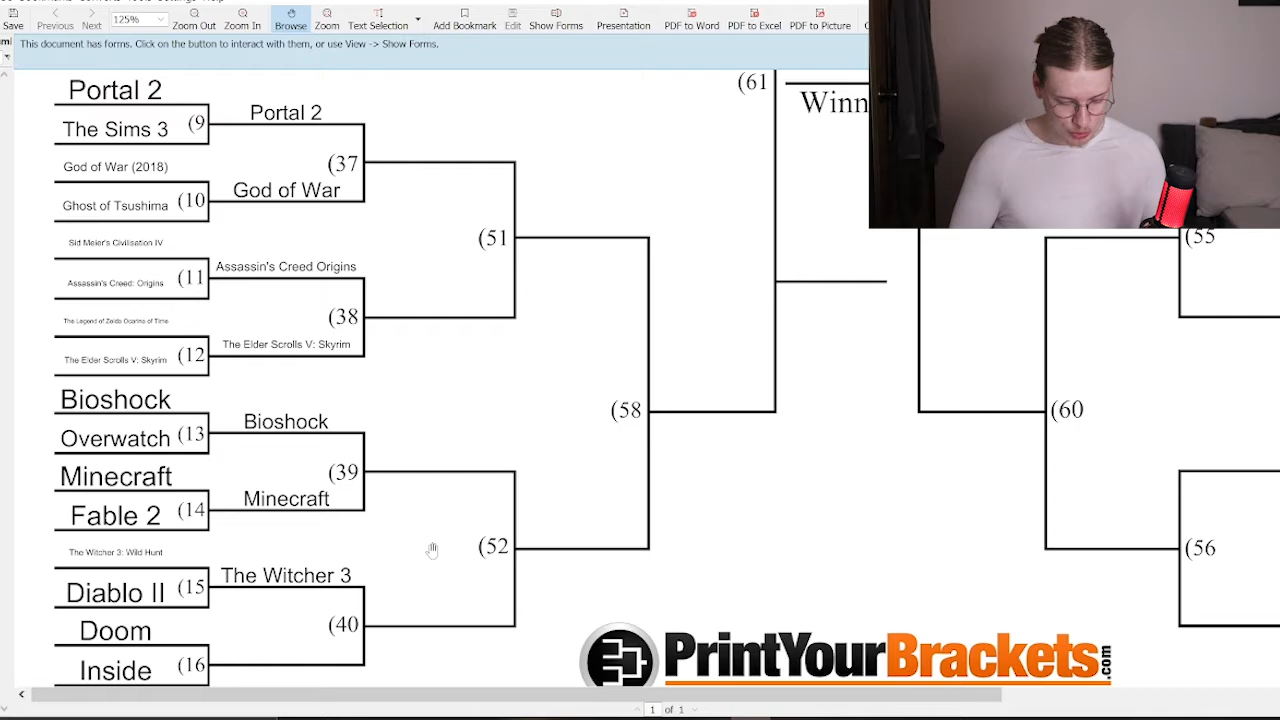 Save Previous Next 125% Zoom Out Zoom In Browse Zoom Text Selection Add Bookmark Edit Show Forms Presentation PDF to Word PDF to Excel PDF to Picture
This document has forms. Click on the button to interact with them, or use View -> Show Forms.
Portal 2
The Sims 3
(9
God of War (2018)
Ghost of Tsushima
(10
Sid Meier's Civilisation IV
Assassin's Creed: Origins
(11
The Legend of Zelda Ocarina of Time
The Elder Scrolls V: Skyrim
(12
Bioshock
Overwatch
(13
Minecraft
Fable 2
(14
The Witcher 3: Wild Hunt
Diablo II
(15
Doom
Inside
(16
Portal 2
(37
God of War
Assassin's Creed Origins
(38
The Elder Scrolls V: Skyrim
Bioshock
(39
Minecraft
The Witcher 3
(40
(51
(52
(58
(61
Winn
(55
(60
(56
PrintYourBrackets.com
1 of 1